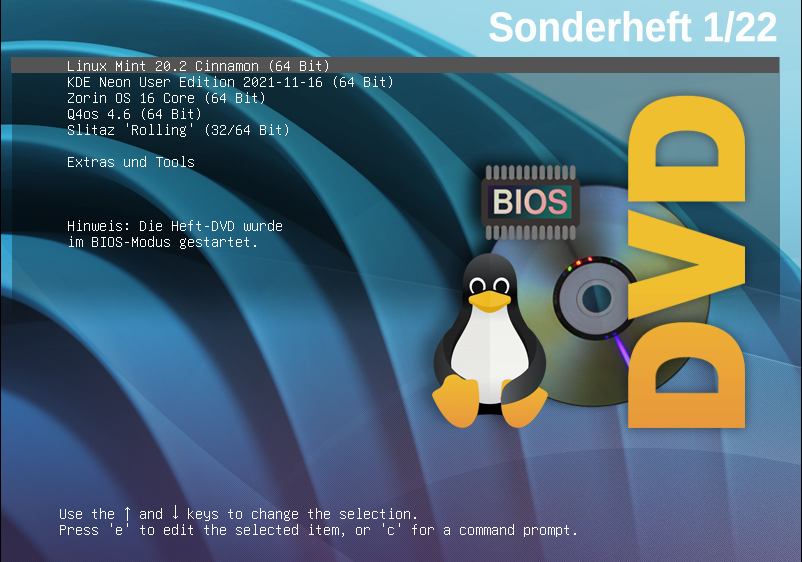 Sonderheft 1/22
Linux Mint 20.2 Cinnamon (64 Bit)
KDE Neon User Edition 2021-11-16 (64 Bit)
Zorin OS 16 Core (64 Bit)
Q4os 4.6 (64 Bit)
Slitaz 'Rolling' (32/64 Bit)
Extras und Tools
Hinweis: Die Heft-DVD wurde
im BIOS-Modus gestartet.
BIOS
DVD
Use the ↑ and ↓ keys to change the selection.
Press 'e' to edit the selected item, or 'c' for a command prompt.